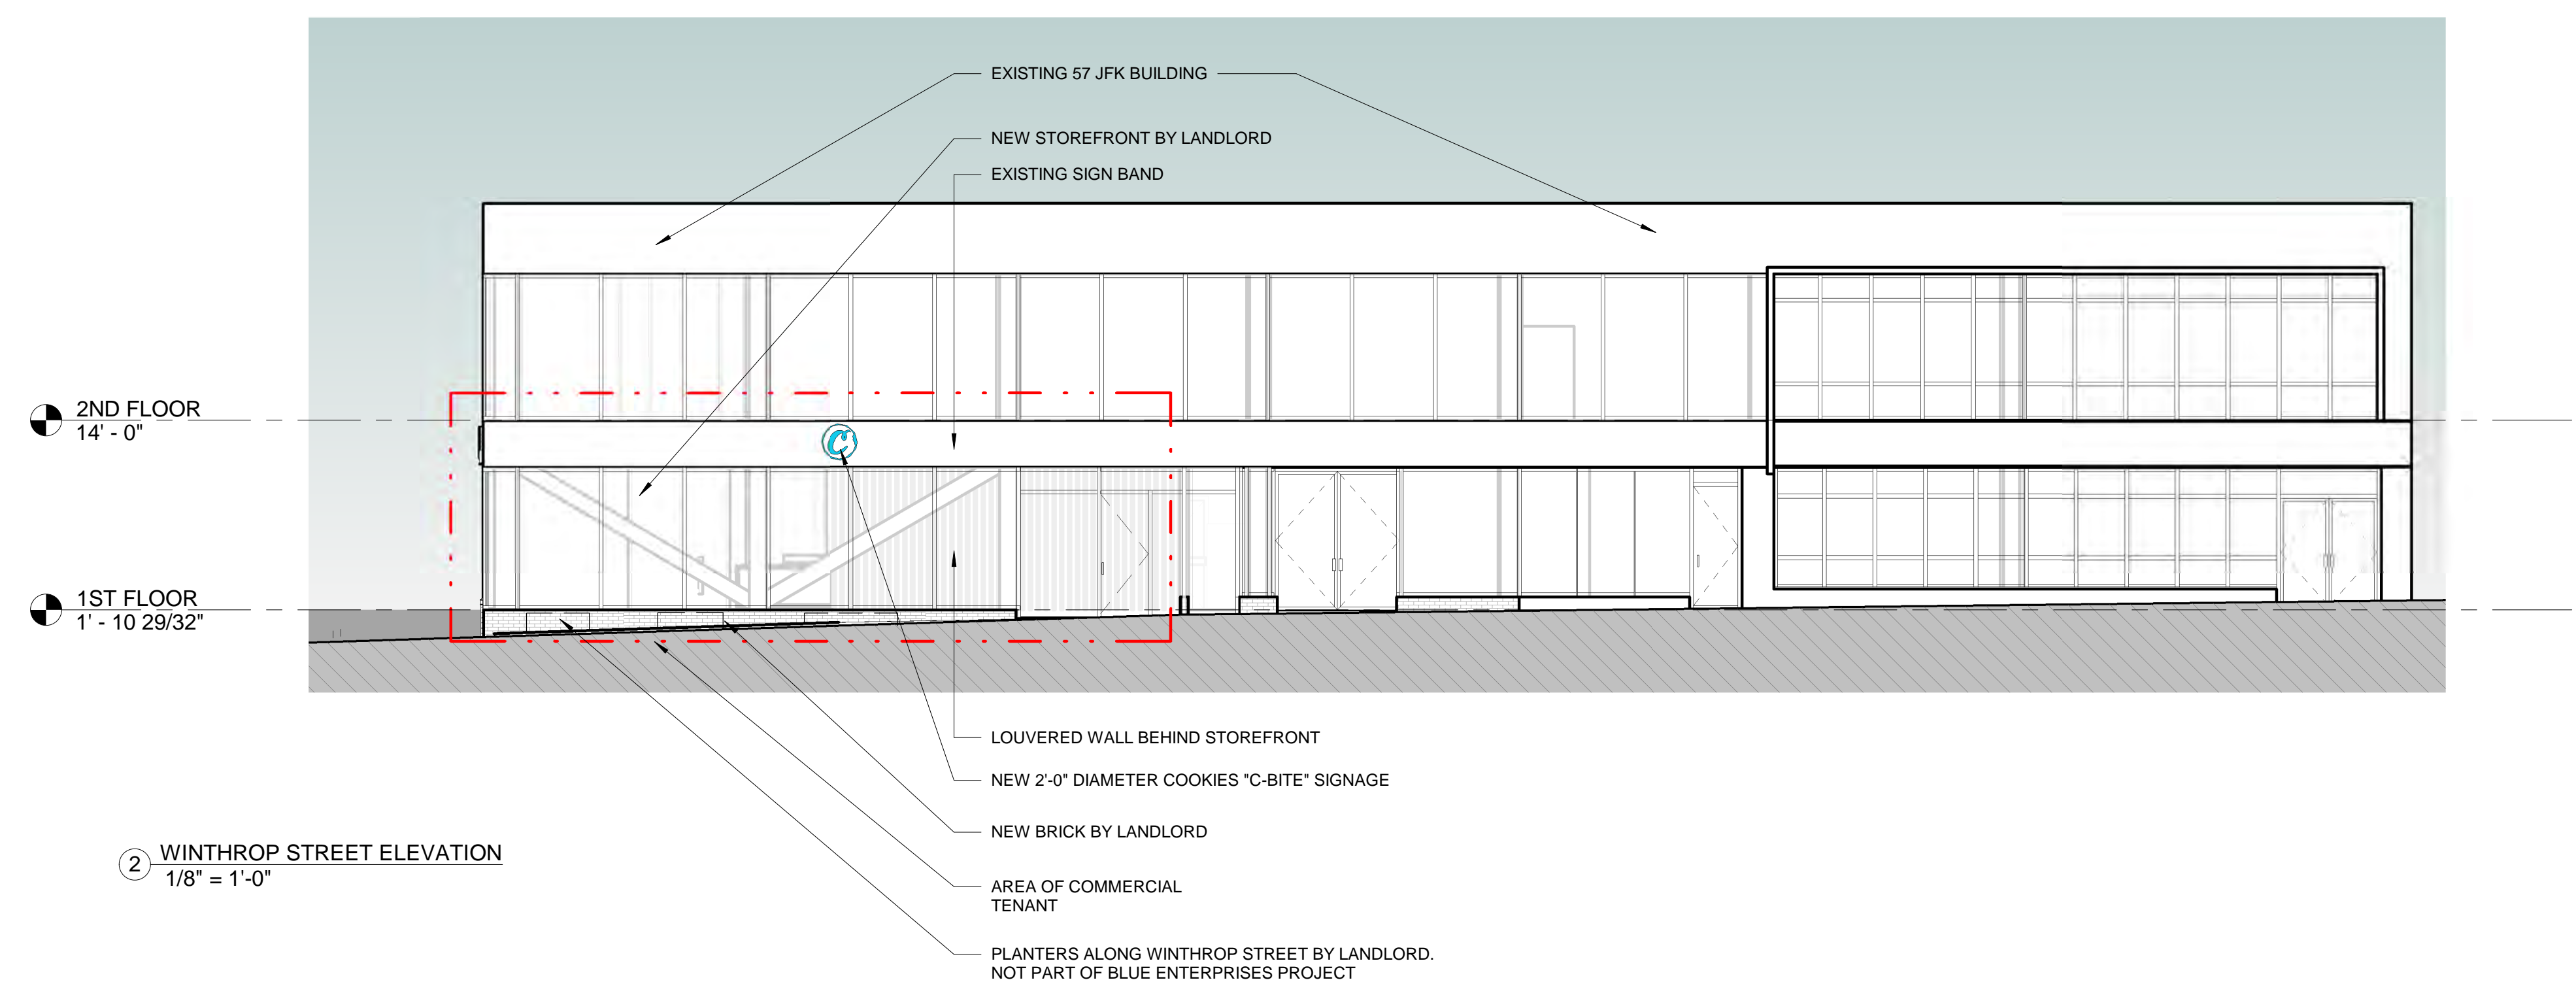 EXISTING 57 JFK BUILDING
NEW STOREFRONT BY LANDLORD
EXISTING SIGN BAND
2ND FLOOR
14' - 0"
C
1ST FLOOR
1' - 10 29/32"
LOUVERED WALL BEHIND STOREFRONT
NEW 2'-0" DIAMETER COOKIES "C-BITE" SIGNAGE
NEW BRICK BY LANDLORD
2 WINTHROP STREET ELEVATION
1/8" = 1'-0"
AREA OF COMMERCIAL
TENANT
PLANTERS ALONG WINTHROP STREET BY LANDLORD.
NOT PART OF BLUE ENTERPRISES PROJECT